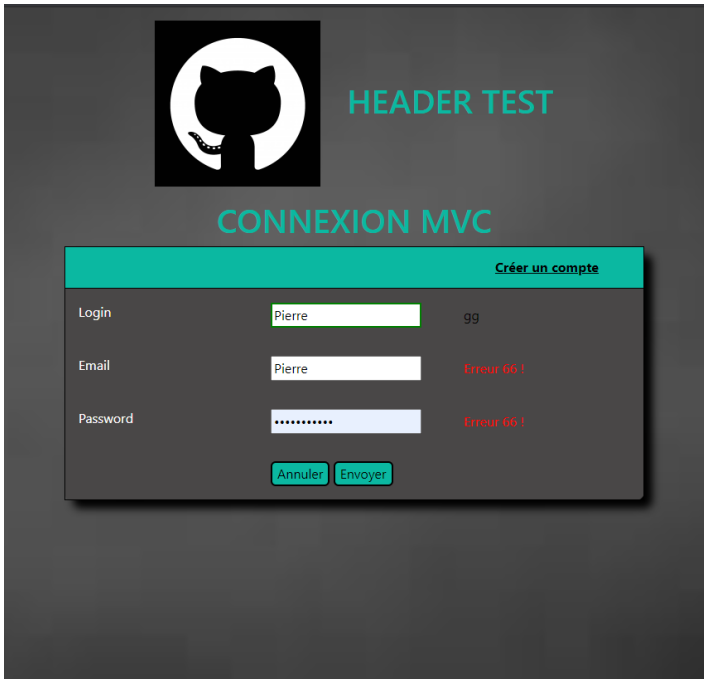 HEADER TEST
CONNEXION MVC
Créer un compte
Login Pierre gg
Email Pierre Erreur 66 !
Password ••••••••••• Erreur 66 !
Annuler Envoyer